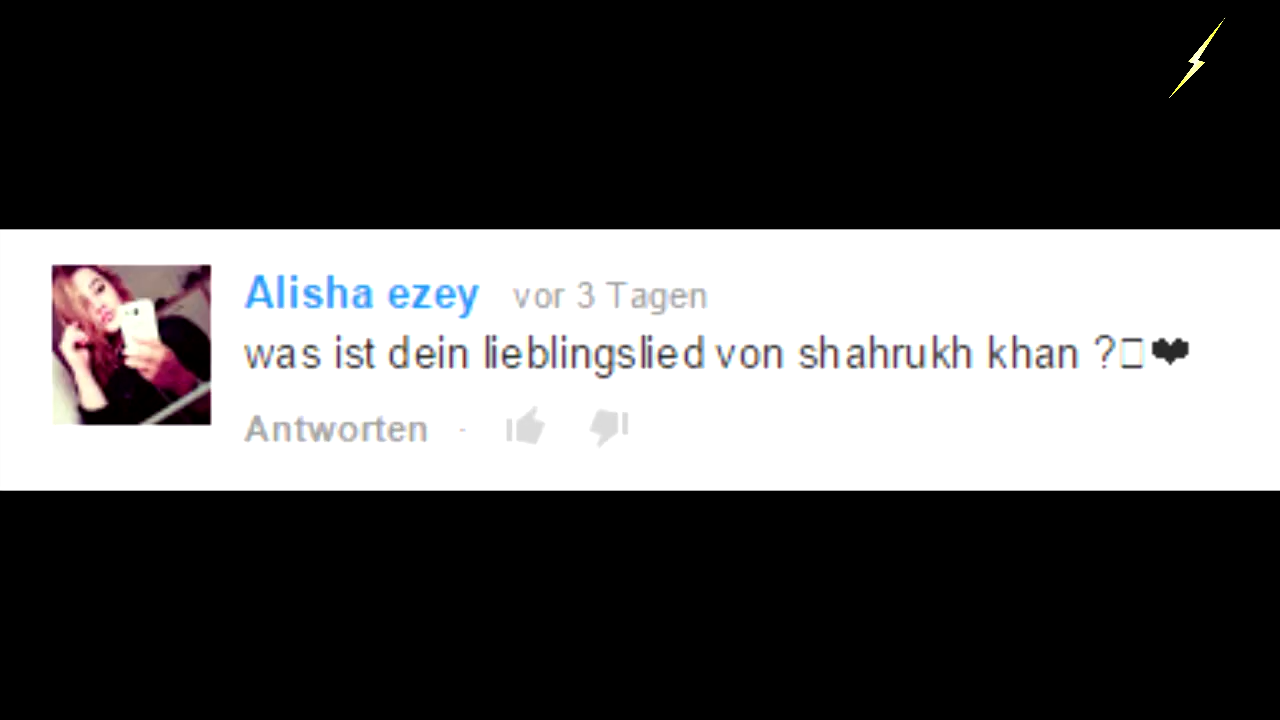 Alisha ezey vor 3 Tagen
was ist dein lieblingslied von shahrukh khan ?▯❤
Antworten ·